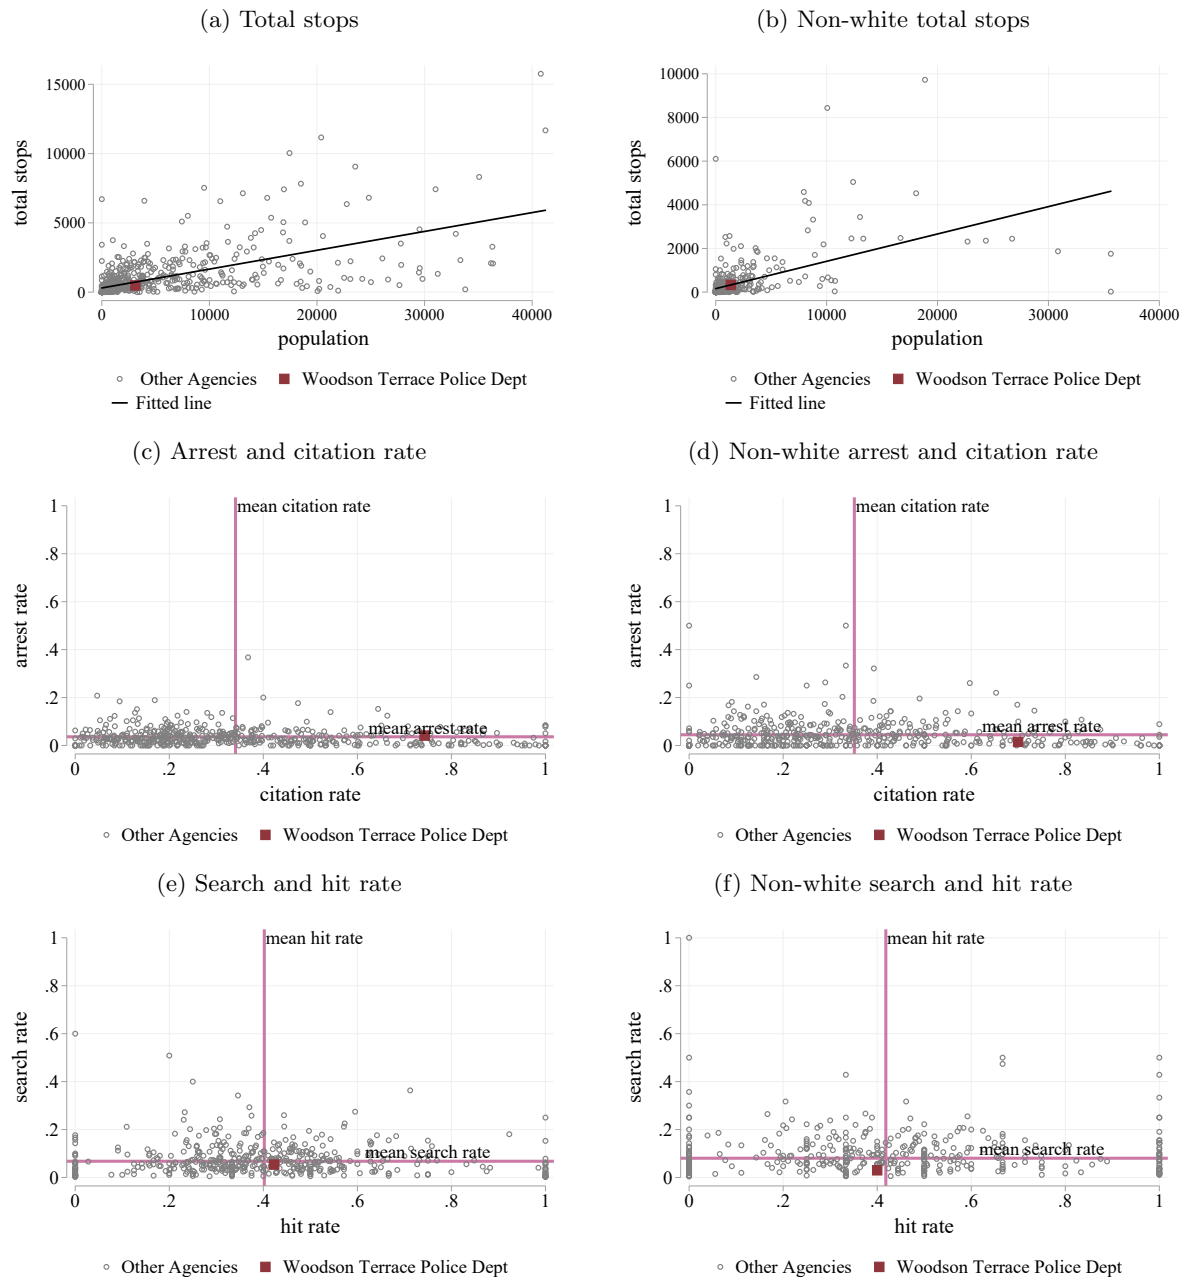 (a) Total stops
(b) Non-white total stops
total stops
15000
10000
5000
0
0 10000 20000 30000 40000
population
Other Agencies Woodson Terrace Police Dept
Fitted line
total stops
10000
8000
6000
4000
2000
0
0 10000 20000 30000 40000
population
Other Agencies Woodson Terrace Police Dept
Fitted line
(c) Arrest and citation rate
(d) Non-white arrest and citation rate
arrest rate
1
.8
.6
.4
.2
0
mean citation rate
mean arrest rate
0 .2 .4 .6 .8 1
citation rate
Other Agencies Woodson Terrace Police Dept
arrest rate
1
.8
.6
.4
.2
0
mean citation rate
mean arrest rate
0 .2 .4 .6 .8 1
citation rate
Other Agencies Woodson Terrace Police Dept
(e) Search and hit rate
(f) Non-white search and hit rate
search rate
1
.8
.6
.4
.2
0
mean hit rate
mean search rate
0 .2 .4 .6 .8 1
hit rate
Other Agencies Woodson Terrace Police Dept
search rate
1
.8
.6
.4
.2
0
mean hit rate
mean search rate
0 .2 .4 .6 .8 1
hit rate
Other Agencies Woodson Terrace Police Dept